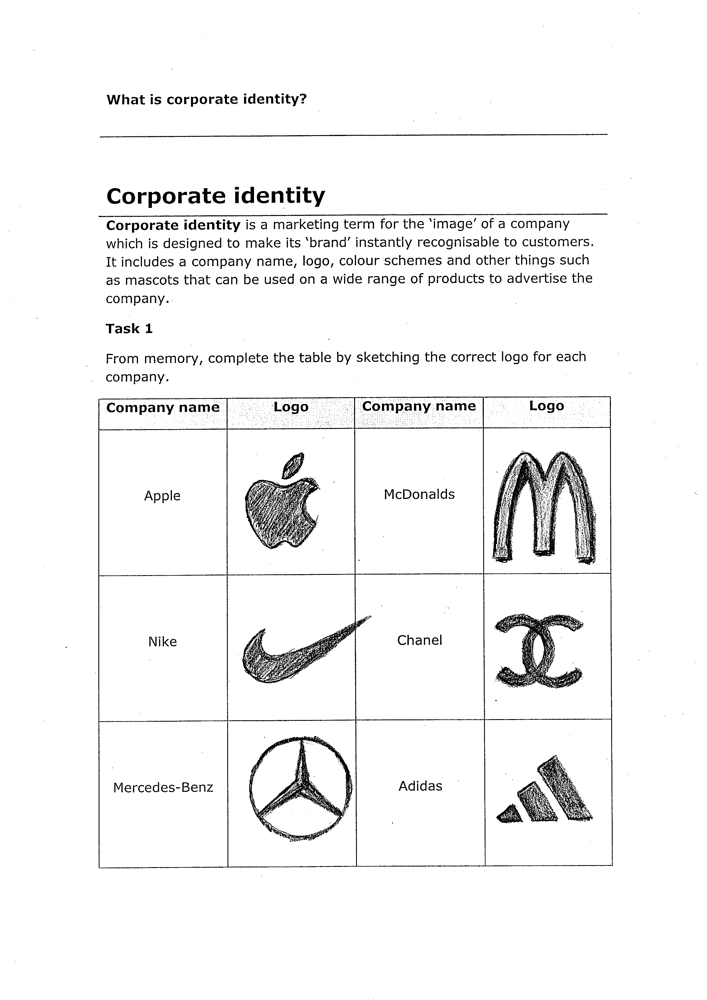 What is corporate identity?
Corporate identity
Corporate identity is a marketing term for the ‘image’ of a company
which is designed to make its ‘brand’ instantly recognisable to customers.
It includes a company name, logo, colour schemes and other things such
as mascots that can be used on a wide range of products to advertise the
company.
Task 1
From memory, complete the table by sketching the correct logo for each
company.
Company name Logo Company name Logo
Apple McDonalds
Nike Chanel
Mercedes-Benz Adidas